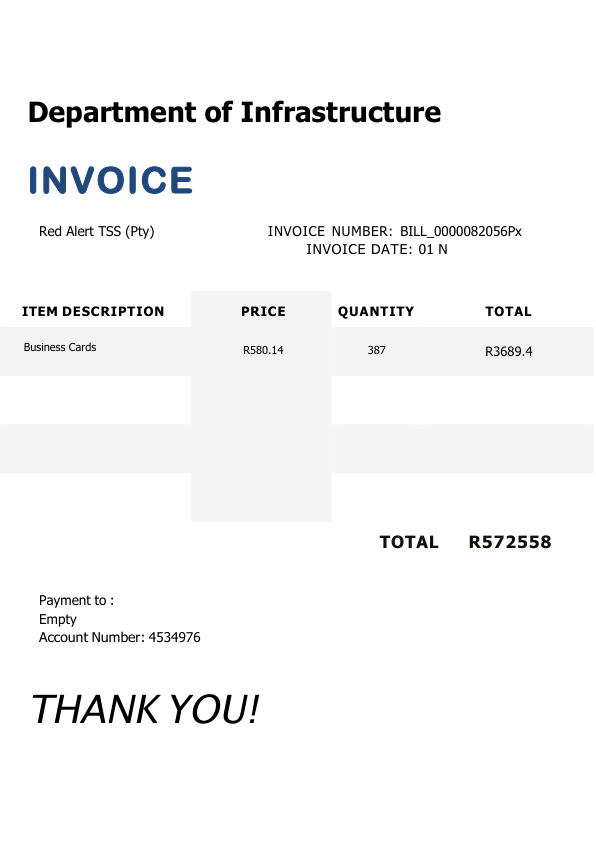 Department of Infrastructure
INVOICE
Red Alert TSS (Pty)
INVOICE NUMBER: BILL_0000082056Px
INVOICE DATE: 01 N
ITEM DESCRIPTION PRICE QUANTITY TOTAL
Business Cards R580.14 387 R3689.4
TOTAL R572558
Payment to :
Empty
Account Number: 4534976
THANK YOU!